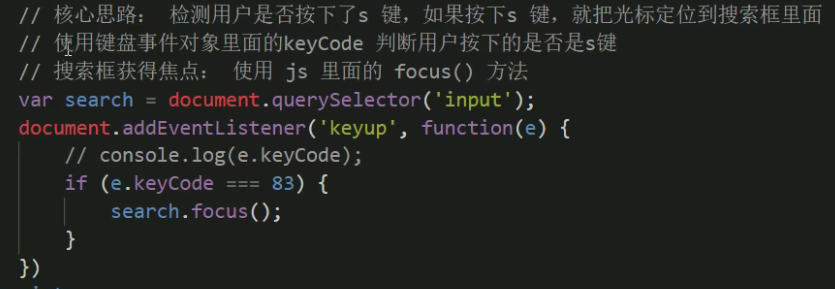 // 核心思路： 检测用户是否按下了s 键，如果按下s 键，就把光标定位到搜索框里面
// 使用键盘事件对象里面的keyCode 判断用户按下的是否是s键
// 搜索框获得焦点： 使用 js 里面的 focus() 方法
var search = document.querySelector('input');
document.addEventListener('keyup', function(e) {
// console.log(e.keyCode);
if (e.keyCode === 83) {
search.focus();
}
})